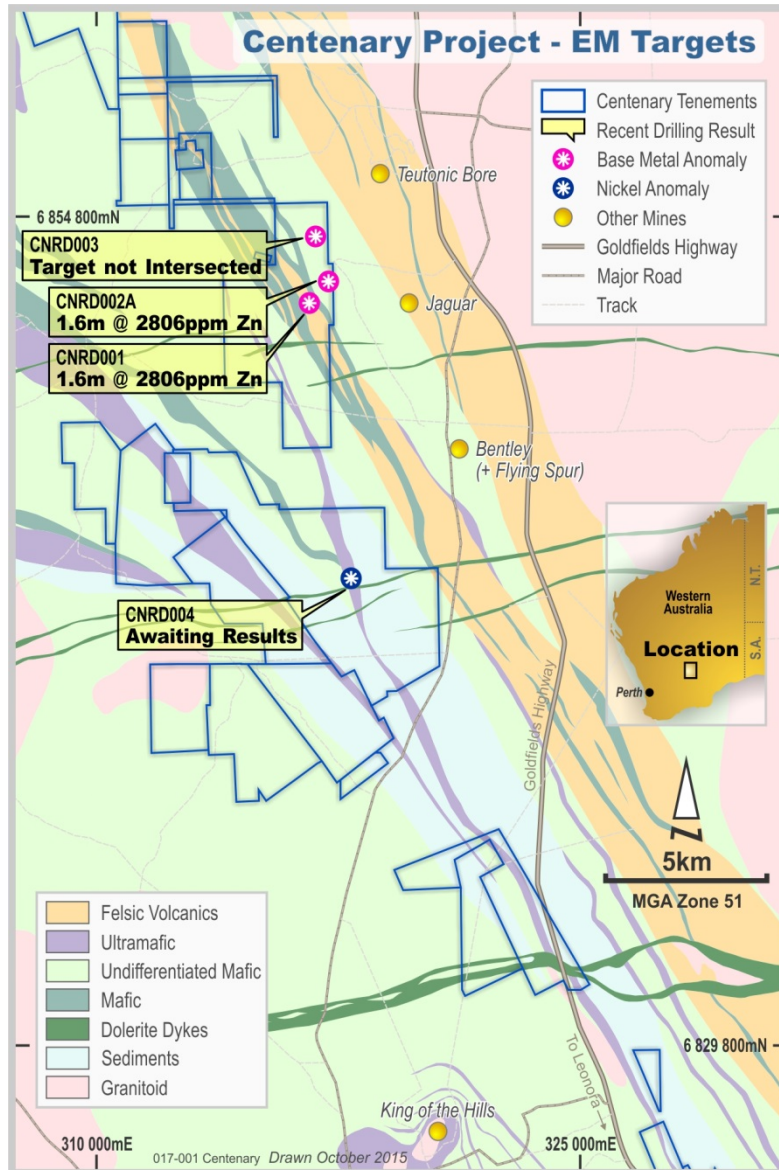 Centenary Project - EM Targets
Centenary Tenements
Recent Drilling Result
Base Metal Anomaly
Nickel Anomaly
Other Mines
Goldfields Highway
Major Road
Track
Teutonic Bore
6 854 800mN
CNRD003
Target not Intersected
CNRD002A
1.6m @ 2806ppm Zn
Jaguar
CNRD001
1.6m @ 2806ppm Zn
Bentley
(+ Flying Spur)
CNRD004
Awaiting Results
Western
Australia
N.T.
S.A.
Location
Perth
Goldfields Highway
N
5km
MGA Zone 51
Felsic Volcanics
Ultramafic
Undifferentiated Mafic
Mafic
Dolerite Dykes
Sediments
Granitoid
6 829 800mN
To Leonora
King of the Hills
310 000mE
325 000mE
017-001 Centenary Drawn October 2015